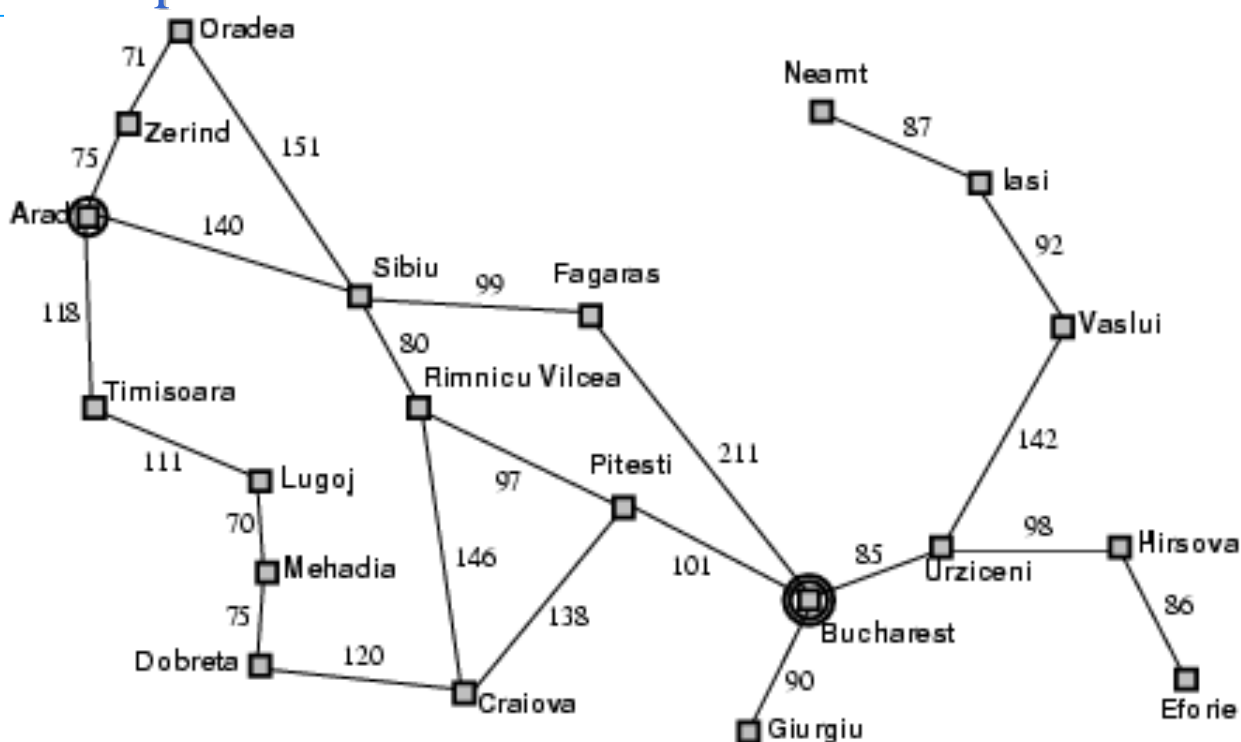 Oradea
71
Neamt
Zerind
87
151
75
Iasi
Arad
140
92
Sibiu
Fagaras
99
118
Vaslui
80
Timisoara
Rimnicu Vilcea
142
211
111
Pitesti
Lugoj
97
70
98
Hirsova
146
101
85
Urziceni
Mehadia
86
75
138
Bucharest
120
Dobreta
90
Craiova
Eforie
Giurgiu